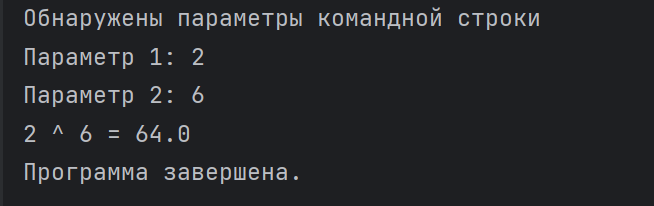 Обнаружены параметры командной строки
Параметр 1: 2
Параметр 2: 6
2 ^ 6 = 64.0
Программа завершена.